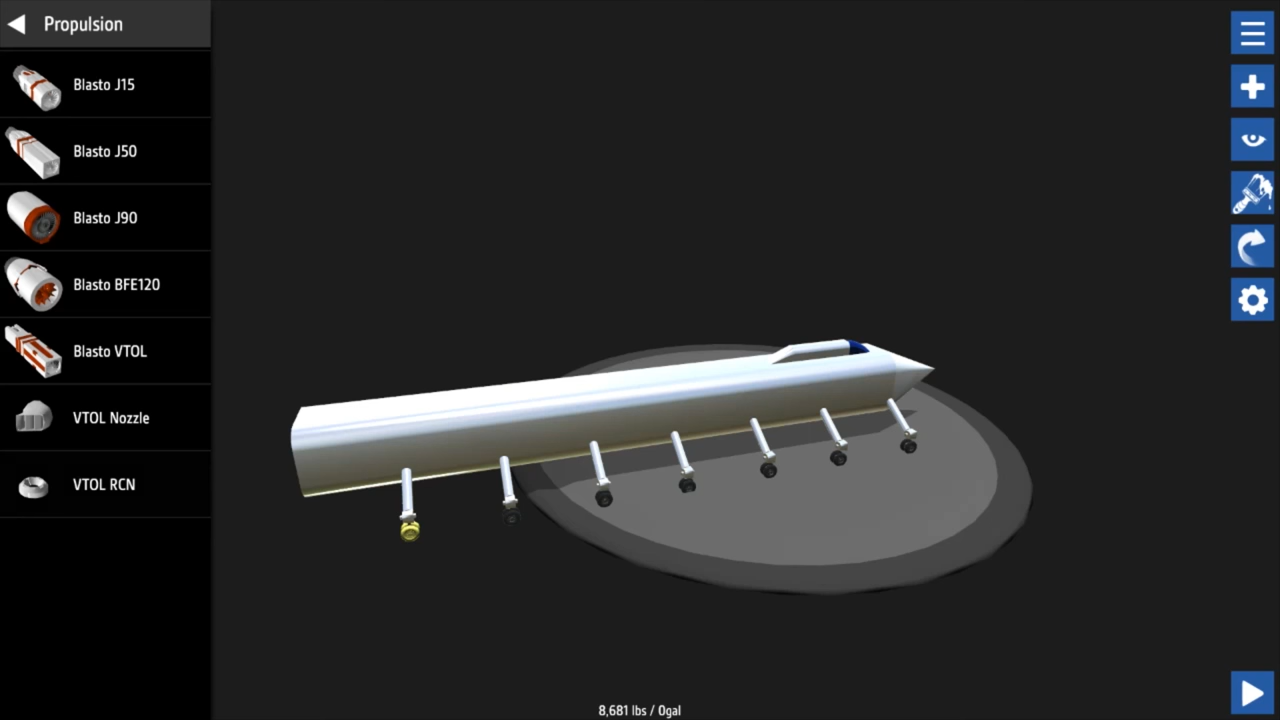 Propulsion
Blasto J15
Blasto J50
Blasto J90
Blasto BFE120
Blasto VTOL
VTOL Nozzle
VTOL RCN
8,681 lbs / 0gal